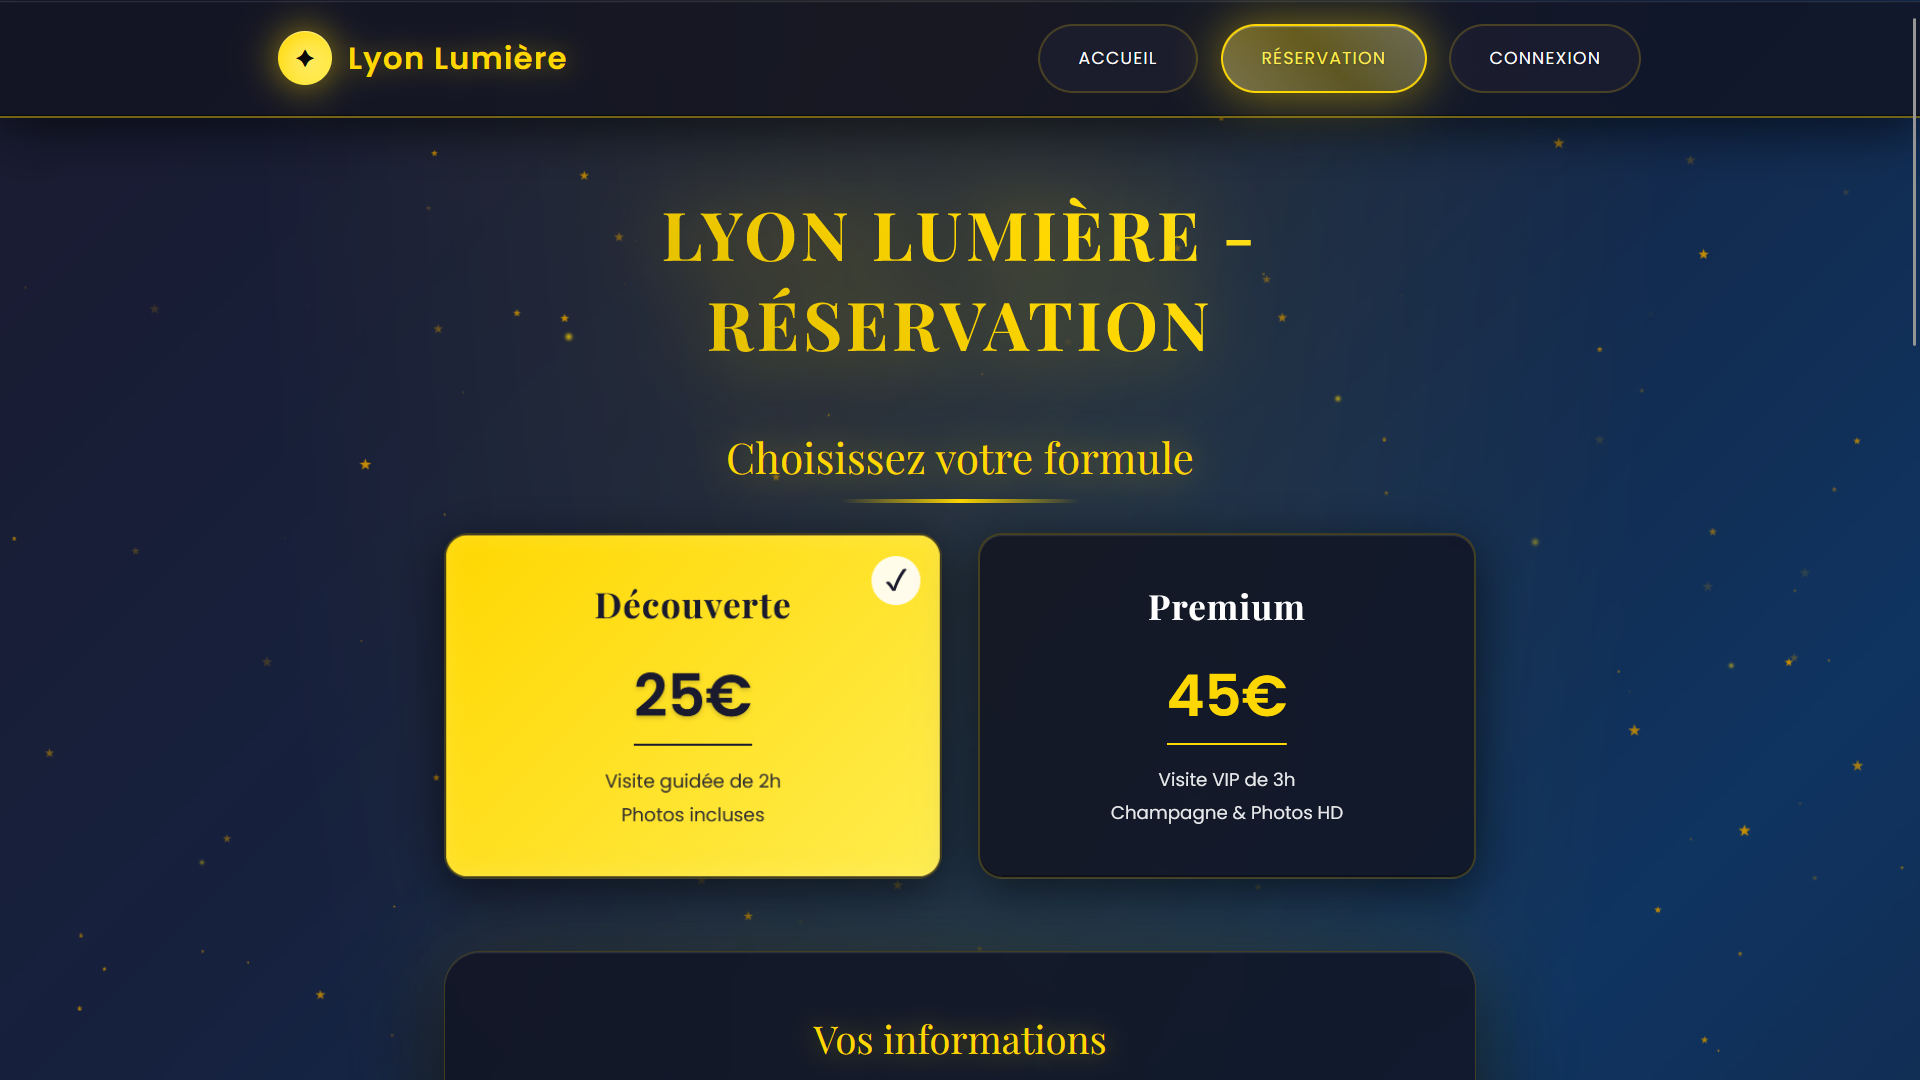 Lyon Lumière
ACCUEIL
RÉSERVATION
CONNEXION
LYON LUMIÈRE -
RÉSERVATION
Choisissez votre formule
✓
Découverte
25€
Visite guidée de 2h
Photos incluses
Premium
45€
Visite VIP de 3h
Champagne & Photos HD
Vos informations